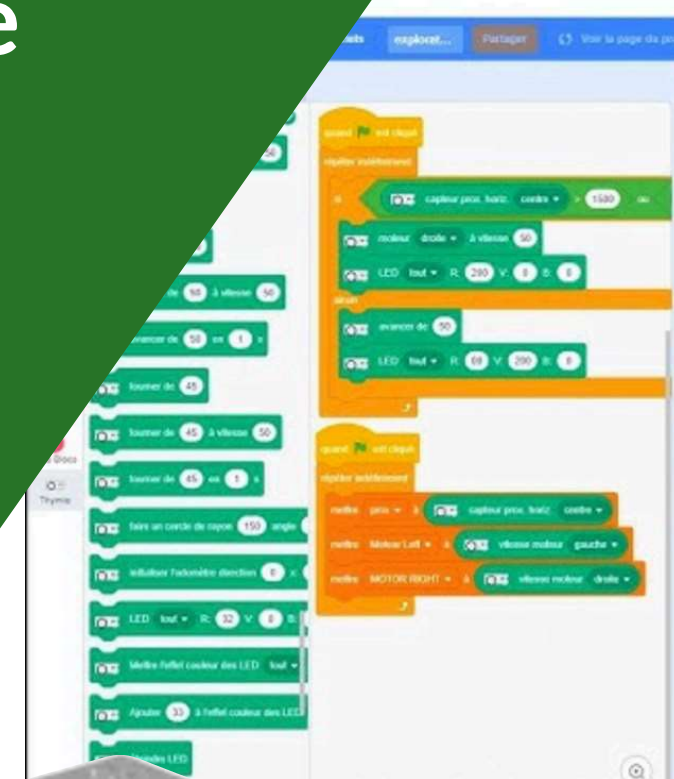 e
explorat...
Partager
Voir la page du pro
50
50 à vitesse 50
avancer de 50 en 1 s
tourner de 45
tourner de 45 à vitesse 50
tourner de 45 en 1 s
faire un cercle de rayon 150 angle
initialiser l'odomètre direction 0 x
LED tout R: 32 V: 0 B:
Mettre l'effet couleur des LED tout
Ajouter 33 à l'effet couleur des LED
LED
Thymio
quand est cliqué
répéter indéfiniment
si capteur prox. horiz. centre > 1500 ou
moteur droite à vitesse 50
LED tout R: 200 V: 0 B: 0
sinon
avancer de 50
LED tout R: V: 200 B: 0
quand est cliqué
répéter indéfiniment
mettre prox à capteur prox. horiz. centre
mettre Moteur Left à vitesse moteur gauche
mettre MOTOR RIGHT à vitesse moteur droite